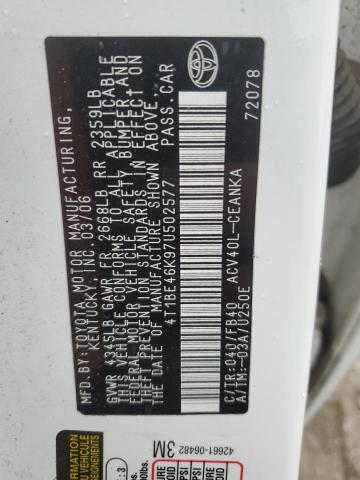 MFD.BY:TOYOTA MOTOR MANUFACTURING,
KENTUCKY, INC. 03/06
GVWR 4345LB GAWR FR 2668LB RR 2359LB
THIS VEHICLE CONFORMS TO ALL APPLICABLE
FEDERAL MOTOR VEHICLE SAFETY, BUMPER, AND
THEFT PREVENTION STANDARDS IN EFFECT ON
THE DATE OF MANUFACTURE SHOWN ABOVE.
4T1BE46K97U502577 PASS.CAR
C/TR:040/FB40 ACV40L-CEANKA
A/TM:-03A/U250E
72078
42661-06482
3M